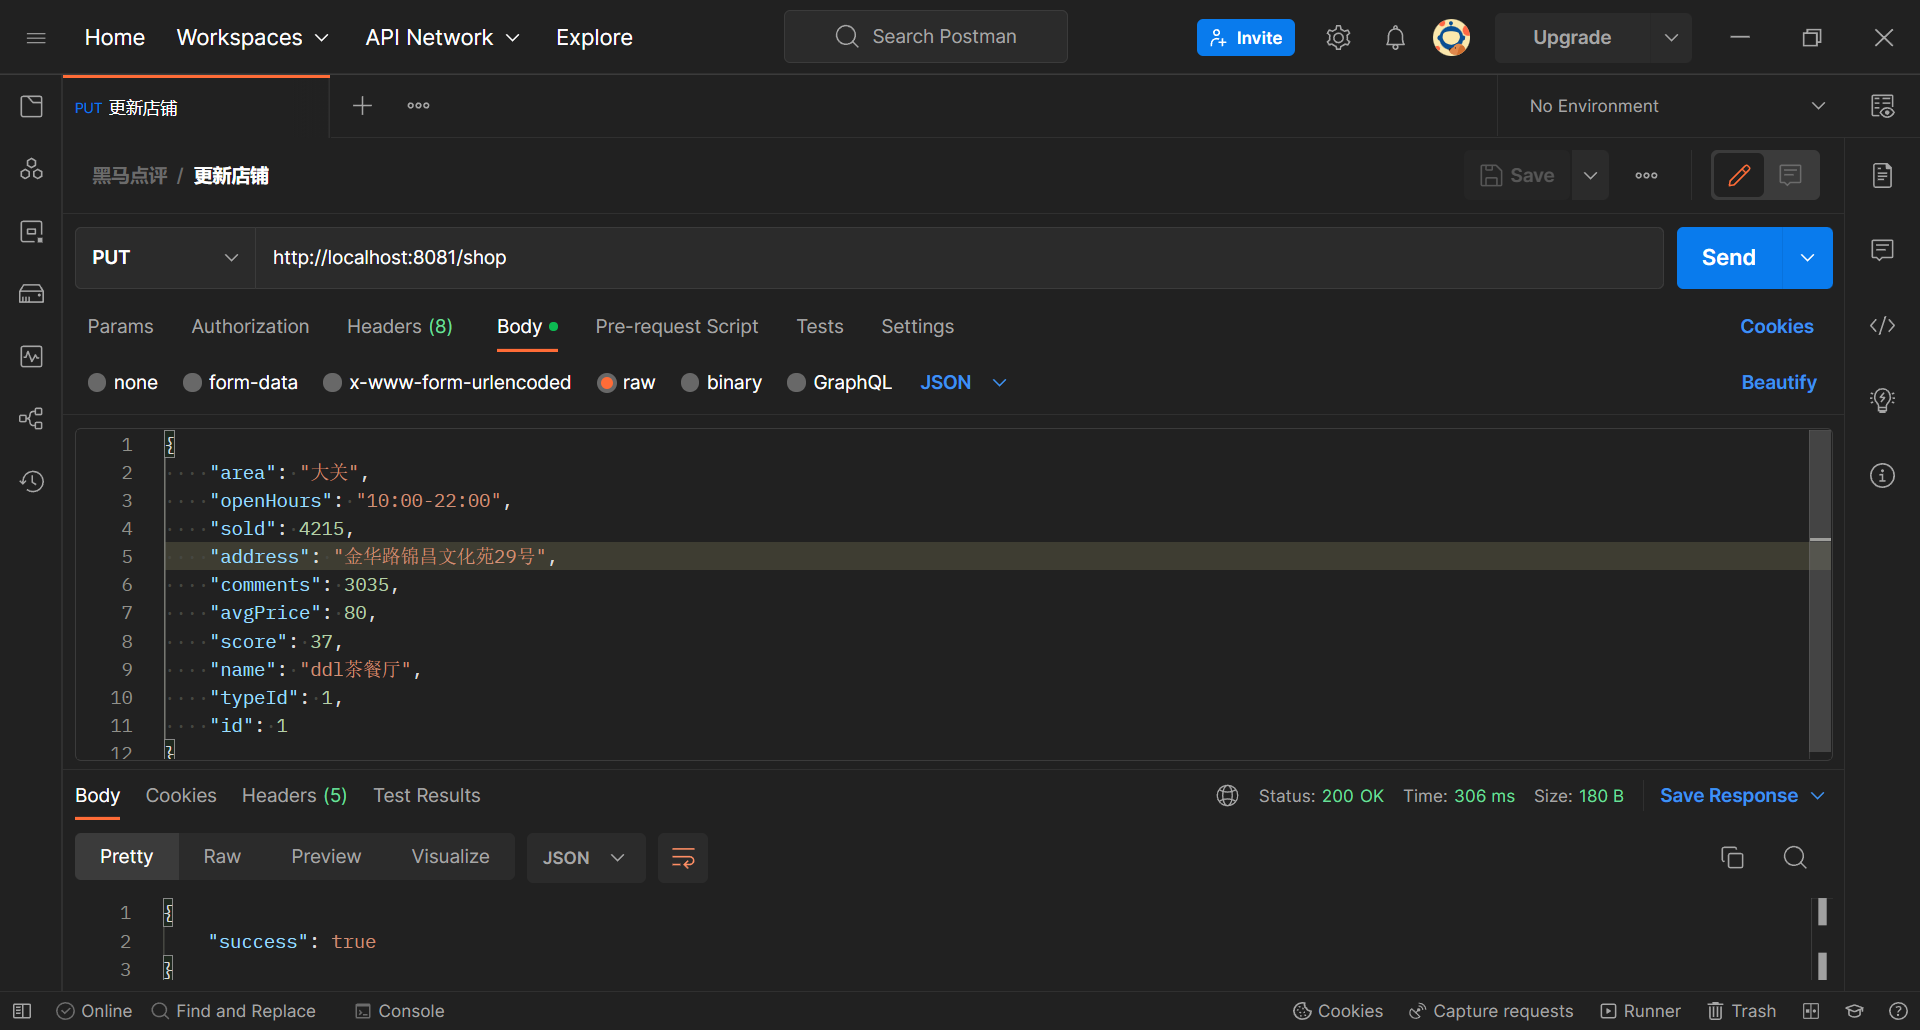 Home Workspaces API Network Explore Search Postman Invite Upgrade
PUT 更新店铺 No Environment
黑马点评 / 更新店铺 Save
PUT http://localhost:8081/shop Send
Params Authorization Headers (8) Body Pre-request Script Tests Settings Cookies
none form-data x-www-form-urlencoded raw binary GraphQL JSON Beautify
1 {
2 "area": "大关",
3 "openHours": "10:00-22:00",
4 "sold": 4215,
5 "address": "金华路锦昌文化苑29号",
6 "comments": 3035,
7 "avgPrice": 80,
8 "score": 37,
9 "name": "ddl茶餐厅",
10 "typeId": 1,
11 "id": 1
12 }
Body Cookies Headers (5) Test Results Status: 200 OK Time: 306 ms Size: 180 B Save Response
Pretty Raw Preview Visualize JSON
1 {
2 "success": true
3 }
Online Find and Replace Console Cookies Capture requests Runner Trash